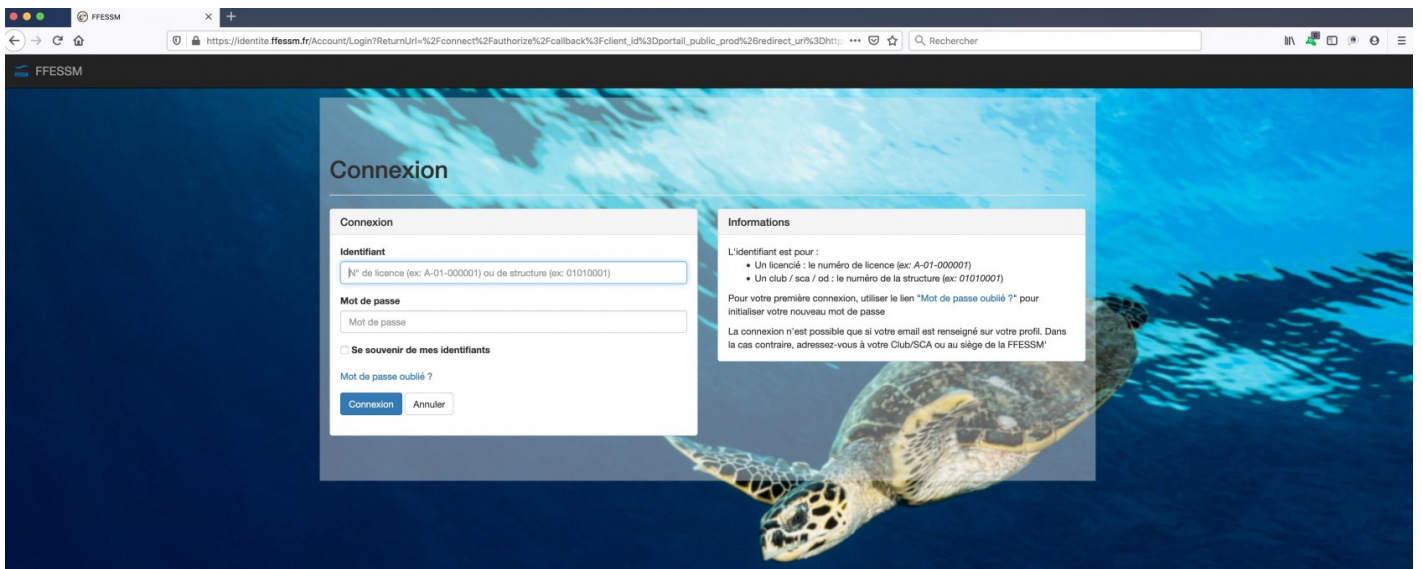 FFESSM
https://identite.ffessm.fr/Account/Login?ReturnUrl=%2Fconnect%2Fauthorize%2Fcallback%3Fclient_id%3Dportail_public_prod%26redirect_uri%3Dhttp
Rechercher
FFESSM
Connexion
Connexion
Identifiant
N° de licence (ex: A-01-000001) ou de structure (ex: 01010001)
Mot de passe
Mot de passe
Se souvenir de mes identifiants
Mot de passe oublié ?
Connexion Annuler
Informations
L'identifiant est pour :
• Un licencié : le numéro de licence (ex: A-01-000001)
• Un club / sca / od : le numéro de la structure (ex: 01010001)
Pour votre première connexion, utiliser le lien "Mot de passe oublié ?" pour
initialiser votre nouveau mot de passe
La connexion n'est possible que si votre email est renseigné sur votre profil. Dans
la cas contraire, adressez-vous à votre Club/SCA ou au siège de la FFESSM'